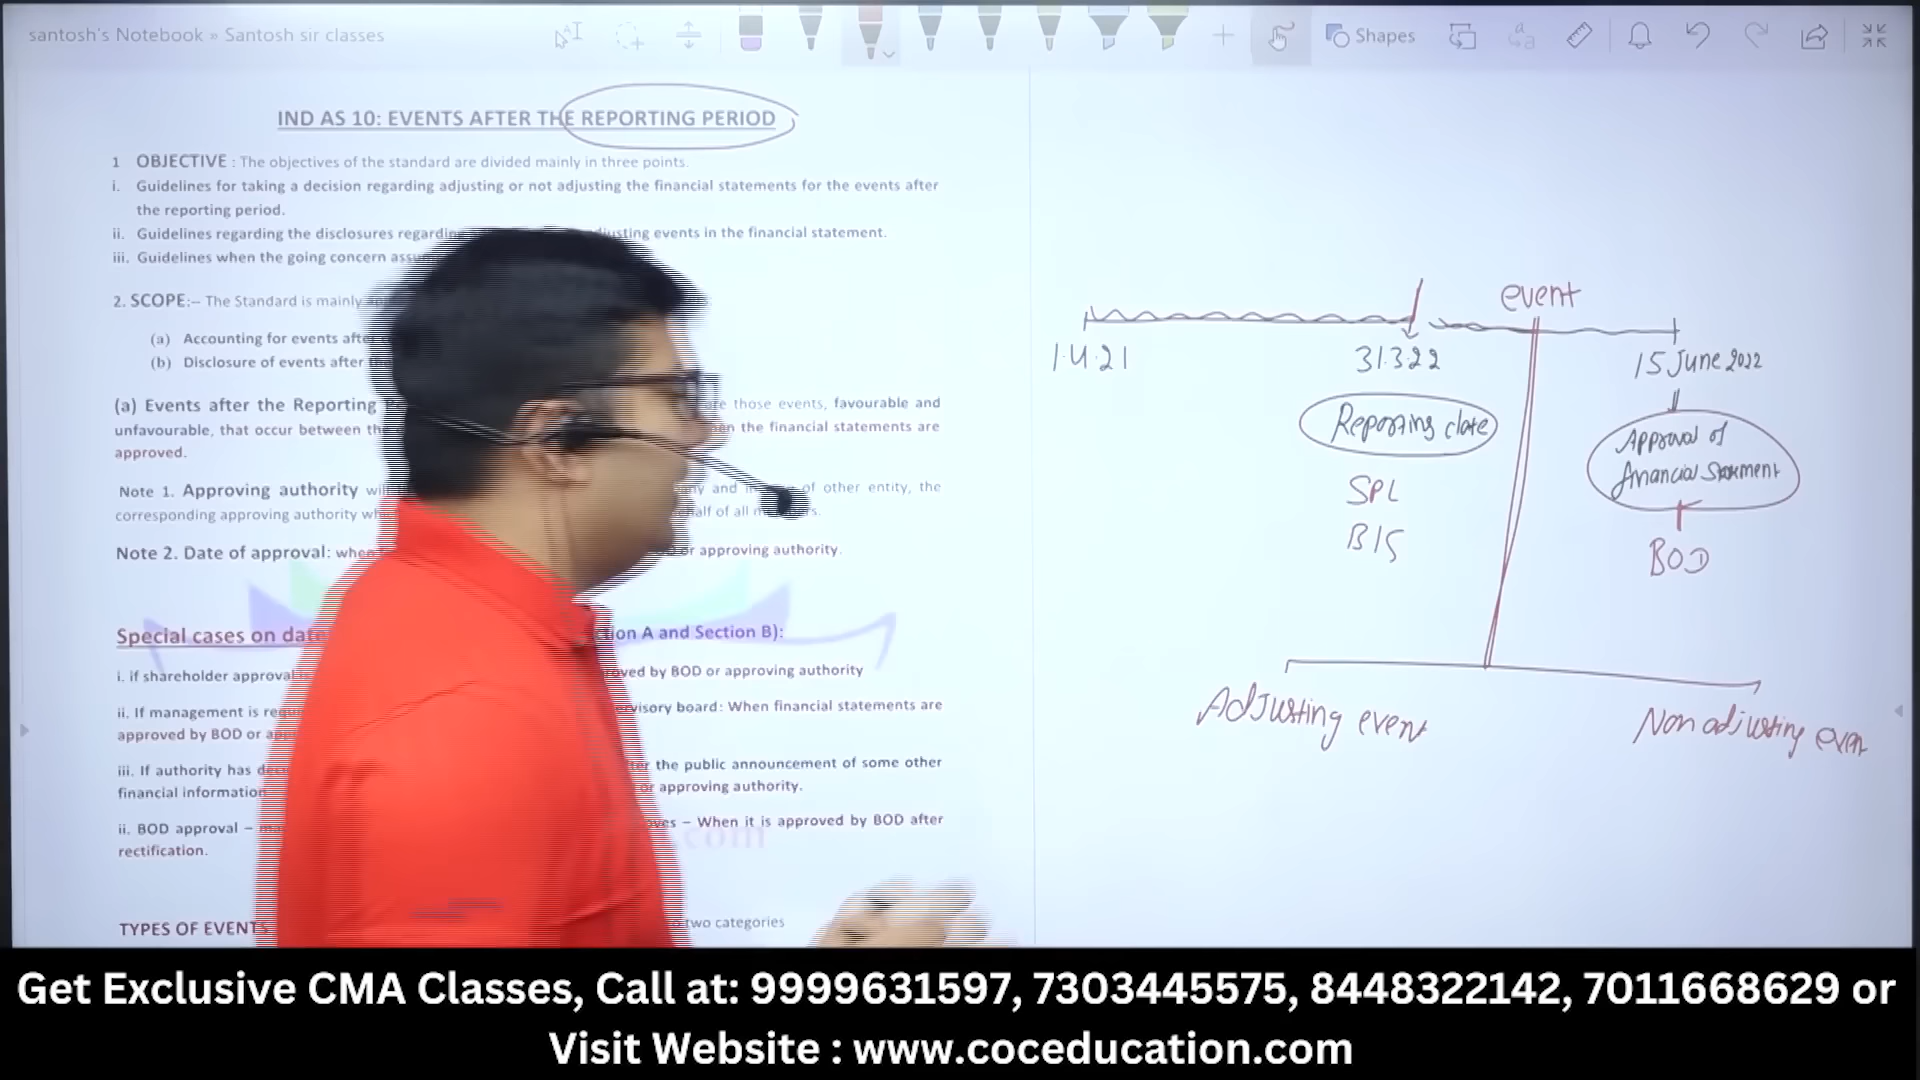 santosh's Notebook » Santosh sir classes
Shapes
IND AS 10: EVENTS AFTER THE REPORTING PERIOD
1 OBJECTIVE : The objectives of the standard are divided mainly in three points.
i. Guidelines for taking a decision regarding adjusting or not adjusting the financial statements for the events after
the reporting period.
ii. Guidelines regarding the disclosures events in the financial statement.
iii. Guidelines when the going concern
2. SCOPE:– The Standard is mainly
(a) Accounting for events
(b) Disclosure of events after
(a) Events after the Reporting those events, favourable and
unfavourable, that occur between the the financial statements are
approved.
Note 1. Approving authority and of other entity, the
corresponding approving authority behalf of all
Note 2. Date of approval: or approving authority.
Special cases on and Section B):
i. if shareholder approval by BOD or approving authority
ii. If management is board: When financial statements are
approved by BOD or
iii. If authority has the public announcement of some other
financial information or approving authority.
ii. BOD approval – – When it is approved by BOD after
rectification.
.com
TYPES OF EVENTS two categories
event
1.4.21
31.3.22
15 June 2022
Reporting date
Approval of
financial statement
SPL
B/S
BOD
Adjusting event
Non adjusting even
Get Exclusive CMA Classes, Call at: 9999631597, 7303445575, 8448322142, 7011668629 or
Visit Website : www.coceducation.com